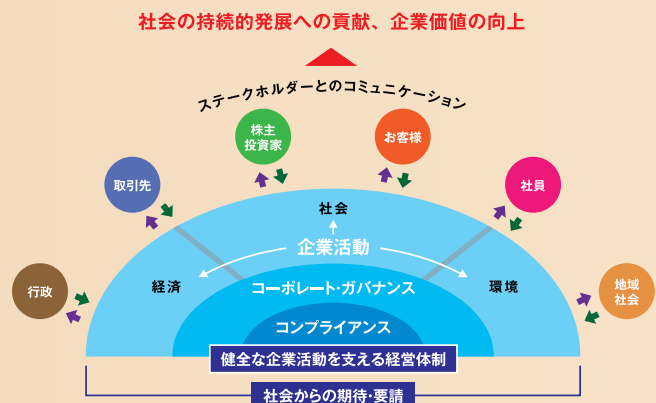 社会の持続的発展への貢献、企業価値の向上
ステークホルダーとのコミュニケーション
株主
投資家
お客様
取引先
社員
行政
地域
社会
社会
企業活動
経済
環境
コーポレート・ガバナンス
コンプライアンス
健全な企業活動を支える経営体制
社会からの期待・要請